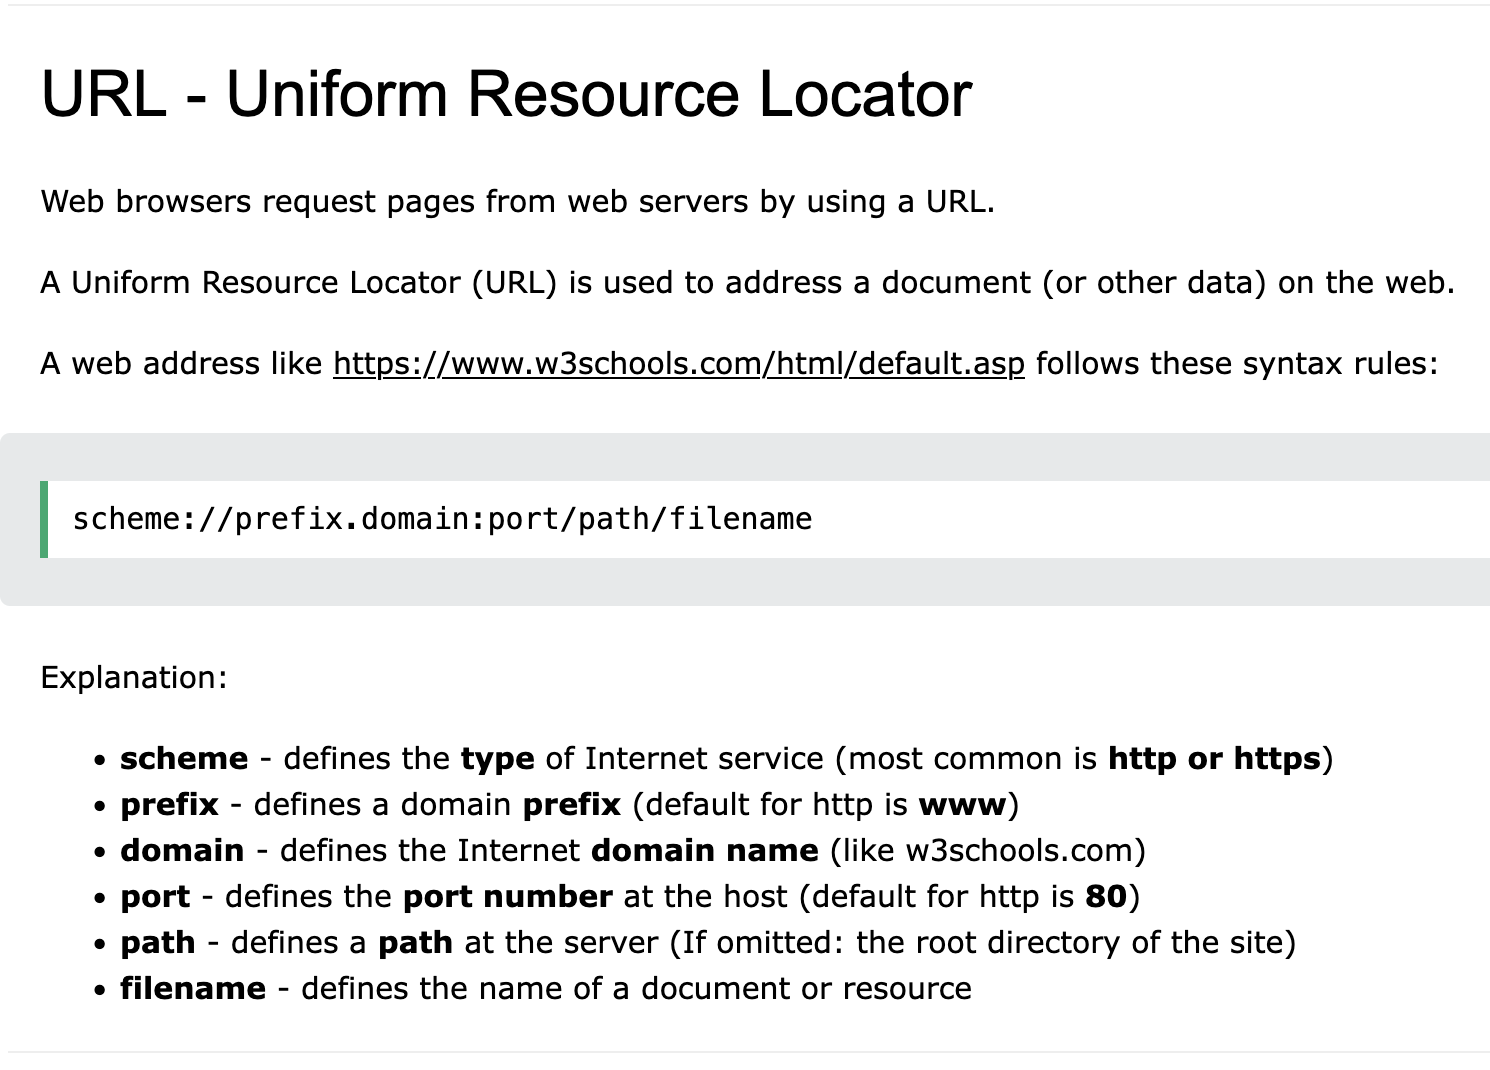 URL - Uniform Resource Locator
Web browsers request pages from web servers by using a URL.
A Uniform Resource Locator (URL) is used to address a document (or other data) on the web.
A web address like https://www.w3schools.com/html/default.asp follows these syntax rules:
scheme://prefix.domain:port/path/filename
Explanation:
• scheme - defines the type of Internet service (most common is http or https)
• prefix - defines a domain prefix (default for http is www)
• domain - defines the Internet domain name (like w3schools.com)
• port - defines the port number at the host (default for http is 80)
• path - defines a path at the server (If omitted: the root directory of the site)
• filename - defines the name of a document or resource